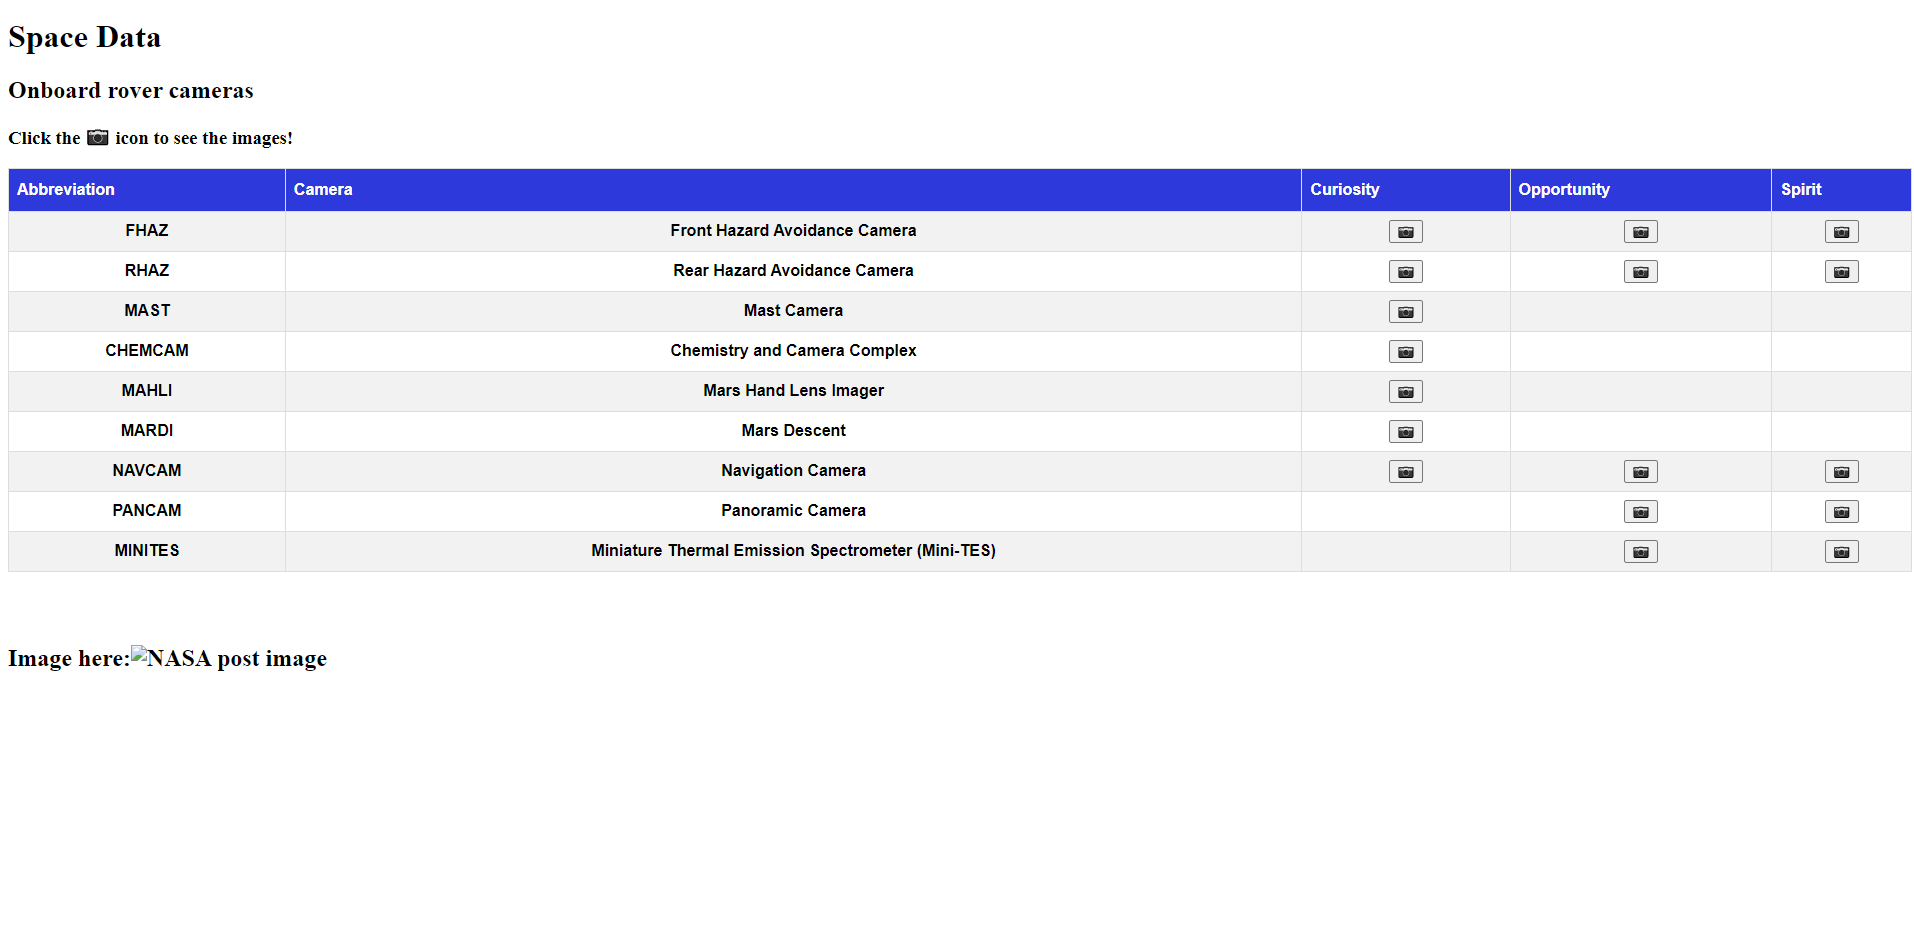 Space Data
Onboard rover cameras
Click the 📷 icon to see the images!
Abbreviation Camera Curiosity Opportunity Spirit
FHAZ Front Hazard Avoidance Camera 📷 📷 📷
RHAZ Rear Hazard Avoidance Camera 📷 📷 📷
MAST Mast Camera 📷
CHEMCAM Chemistry and Camera Complex 📷
MAHLI Mars Hand Lens Imager 📷
MARDI Mars Descent 📷
NAVCAM Navigation Camera 📷 📷 📷
PANCAM Panoramic Camera 📷 📷
MINITES Miniature Thermal Emission Spectrometer (Mini-TES) 📷 📷
Image here:NASA post image